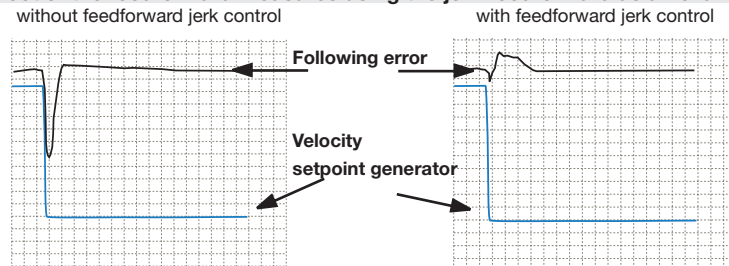 without feedforward jerk control
with feedforward jerk control
Following error
Velocity
setpoint generator